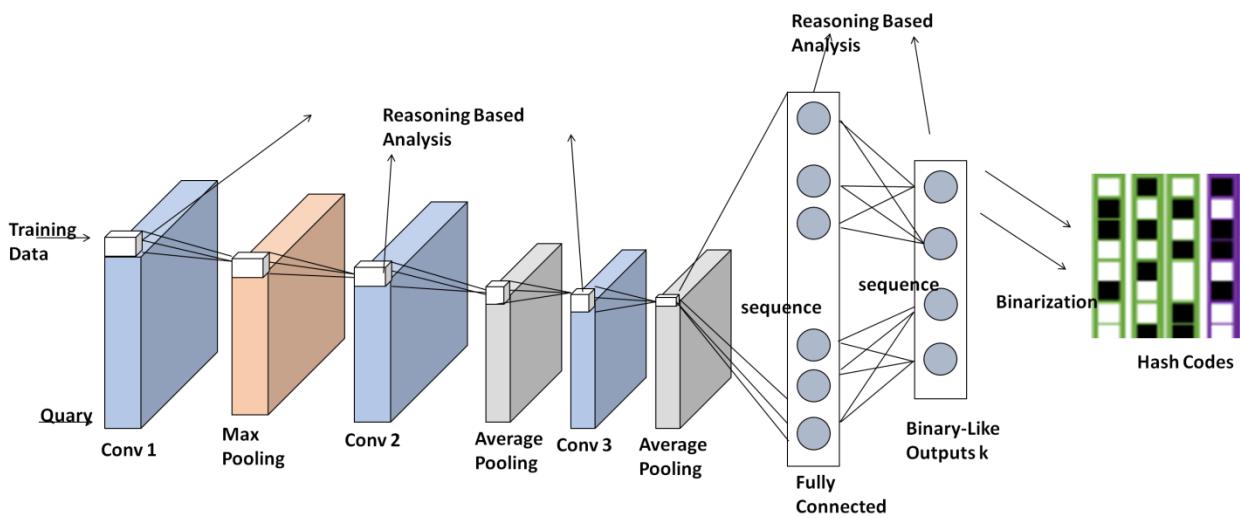 Reasoning Based
Analysis
Reasoning Based
Analysis
Training
Data
sequence
sequence
Binarization
Hash Codes
Quary
Conv 1
Max
Pooling
Conv 2
Average
Pooling
Conv 3
Average
Pooling
Binary-Like
Outputs k
Fully
Connected